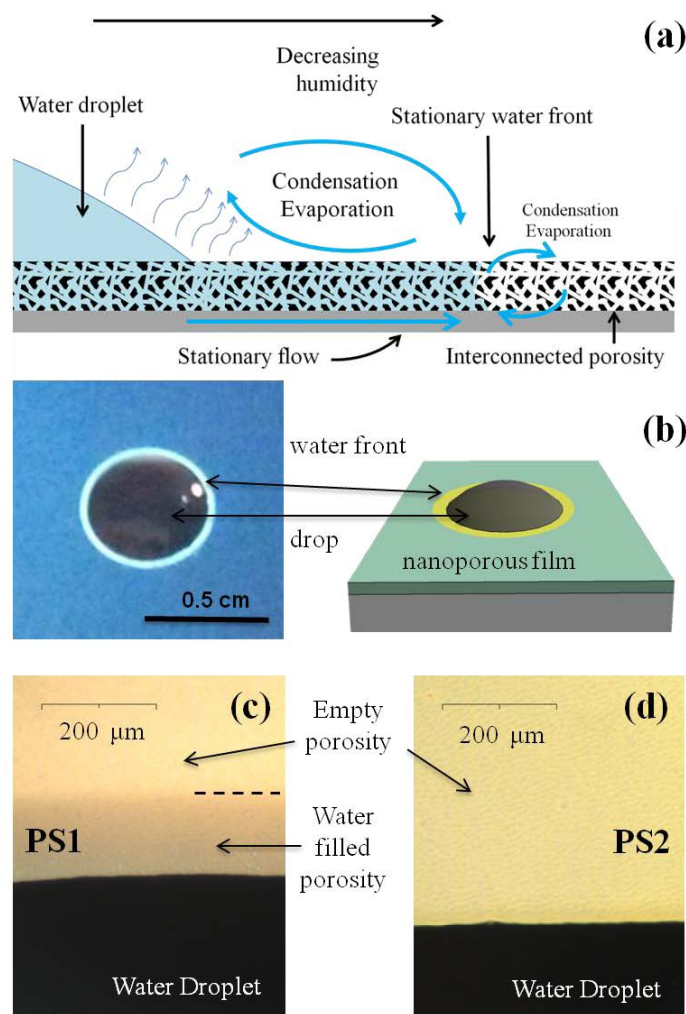 (a)
Decreasing
humidity
Water droplet
Stationary water front
Condensation
Evaporation
Condensation
Evaporation
Stationary flow
Interconnected porosity
(b)
water front
drop
nanoporous film
0.5 cm
(c)
200 µm
Empty
porosity
(d)
200 µm
PS1
Water
filled
porosity
PS2
Water Droplet
Water Droplet